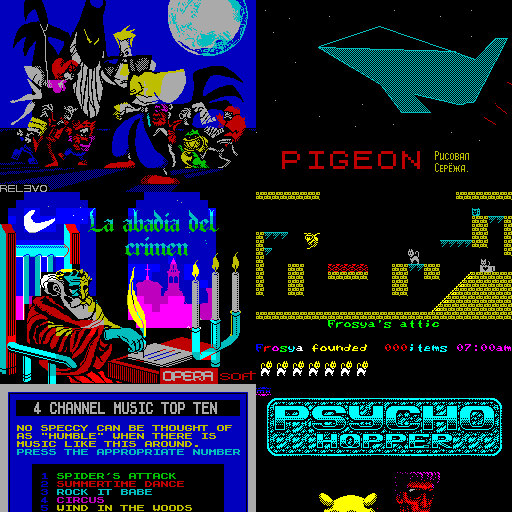 RELEVO
PIGEON
Рисовал
Серёжа.
La abadía del
crimen
OPERA soft
Frosya's attic
Frosya founded 000items 07:00am
4 CHANNEL MUSIC TOP TEN
NO SPECCY CAN BE THOUGHT OF
AS "HUMBLE" WHEN THERE IS
MUSIC LIKE THIS AROUND.
PRESS THE APPROPRIATE NUMBER
1 SPIDER'S ATTACK
2 SUMMERTIME DANCE
3 ROCK IT BABE
4 CIRCUS
5 WIND IN THE WOODS
PSYCHO
HOPPER